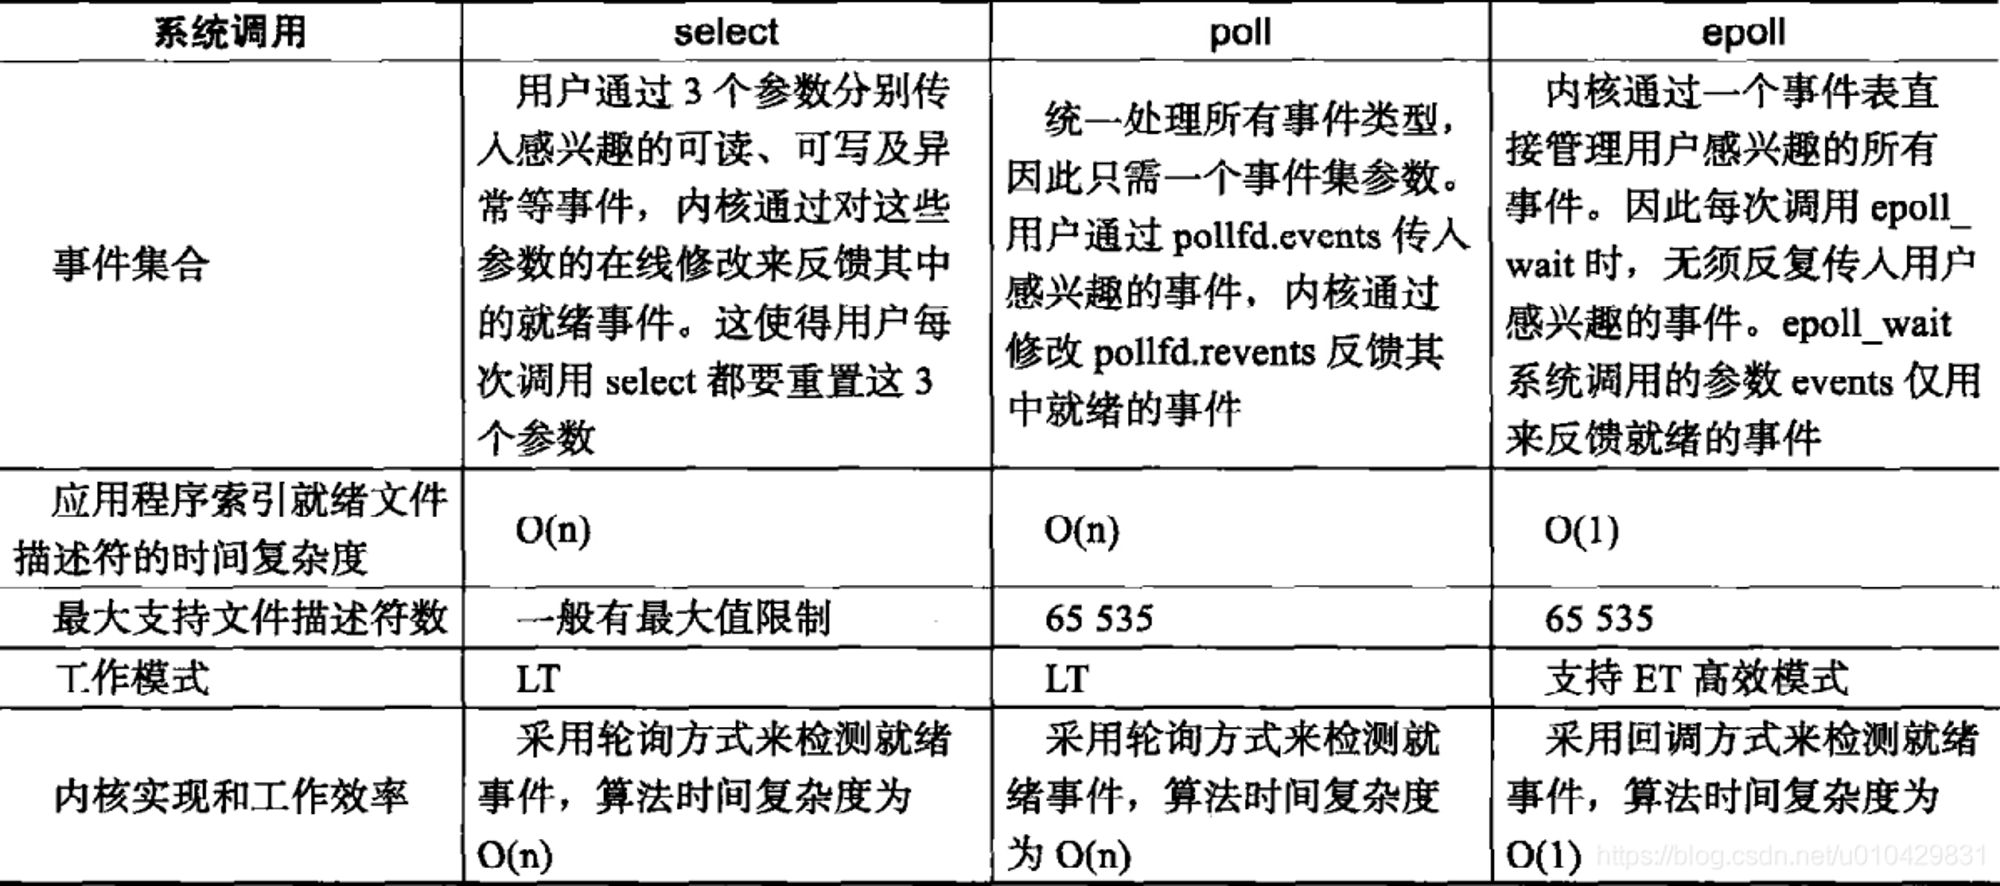 系统调用
select
poll
epoll
事件集合
用户通过 3 个参数分别传
入感兴趣的可读、可写及异
常等事件，内核通过对这些
参数的在线修改来反馈其中
的就绪事件。这使得用户每
次调用 select 都要重置这 3
个参数
统一处理所有事件类型，
因此只需一个事件集参数。
用户通过 pollfd.events 传入
感兴趣的事件，内核通过
修改 pollfd.revents 反馈其
中就绪的事件
内核通过一个事件表直
接管理用户感兴趣的所有
事件。因此每次调用 epoll_
wait 时，无须反复传入用户
感兴趣的事件。epoll_wait
系统调用的参数 events 仅用
来反馈就绪的事件
应用程序索引就绪文件
描述符的时间复杂度
O(n)
O(n)
O(1)
最大支持文件描述符数
一般有最大值限制
65 535
65 535
工作模式
LT
LT
支持 ET 高效模式
内核实现和工作效率
采用轮询方式来检测就绪
事件，算法时间复杂度为
O(n)
采用轮询方式来检测就
绪事件，算法时间复杂度
为 O(n)
采用回调方式来检测就绪
事件，算法时间复杂度为
O(1)
https://blog.csdn.net/u010429831